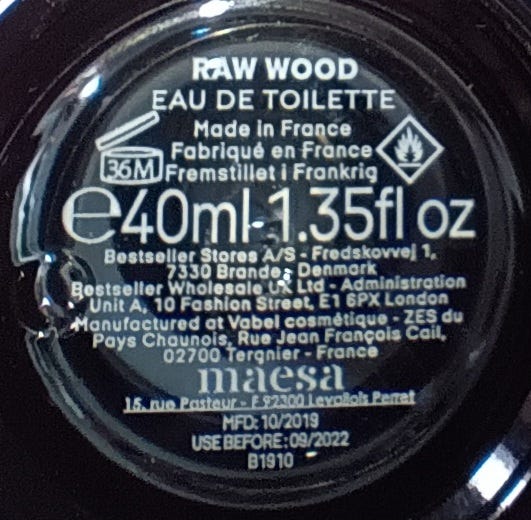 RAW WOOD
EAU DE TOILETTE
Made in France
Fabriqué en France
36M Fremstillet i Frankrig
e40ml-1.35fl oz
Bestseller Stores A/S - Fredskovvej 1,
7330 Brande, Denmark
Bestseller Wholesale UK Ltd - Administration
Unit A, 10 Fashion Street, E1 6PX London
Manufactured at Vabel cosmétique - ZES du
Pays Chaunois, Rue Jean François Cail,
02700 Tergnier - France
maesa
15, rue Pasteur - F 92300 Levallois Perret
MFD: 10/2019
USE BEFORE: 09/2022
B1910